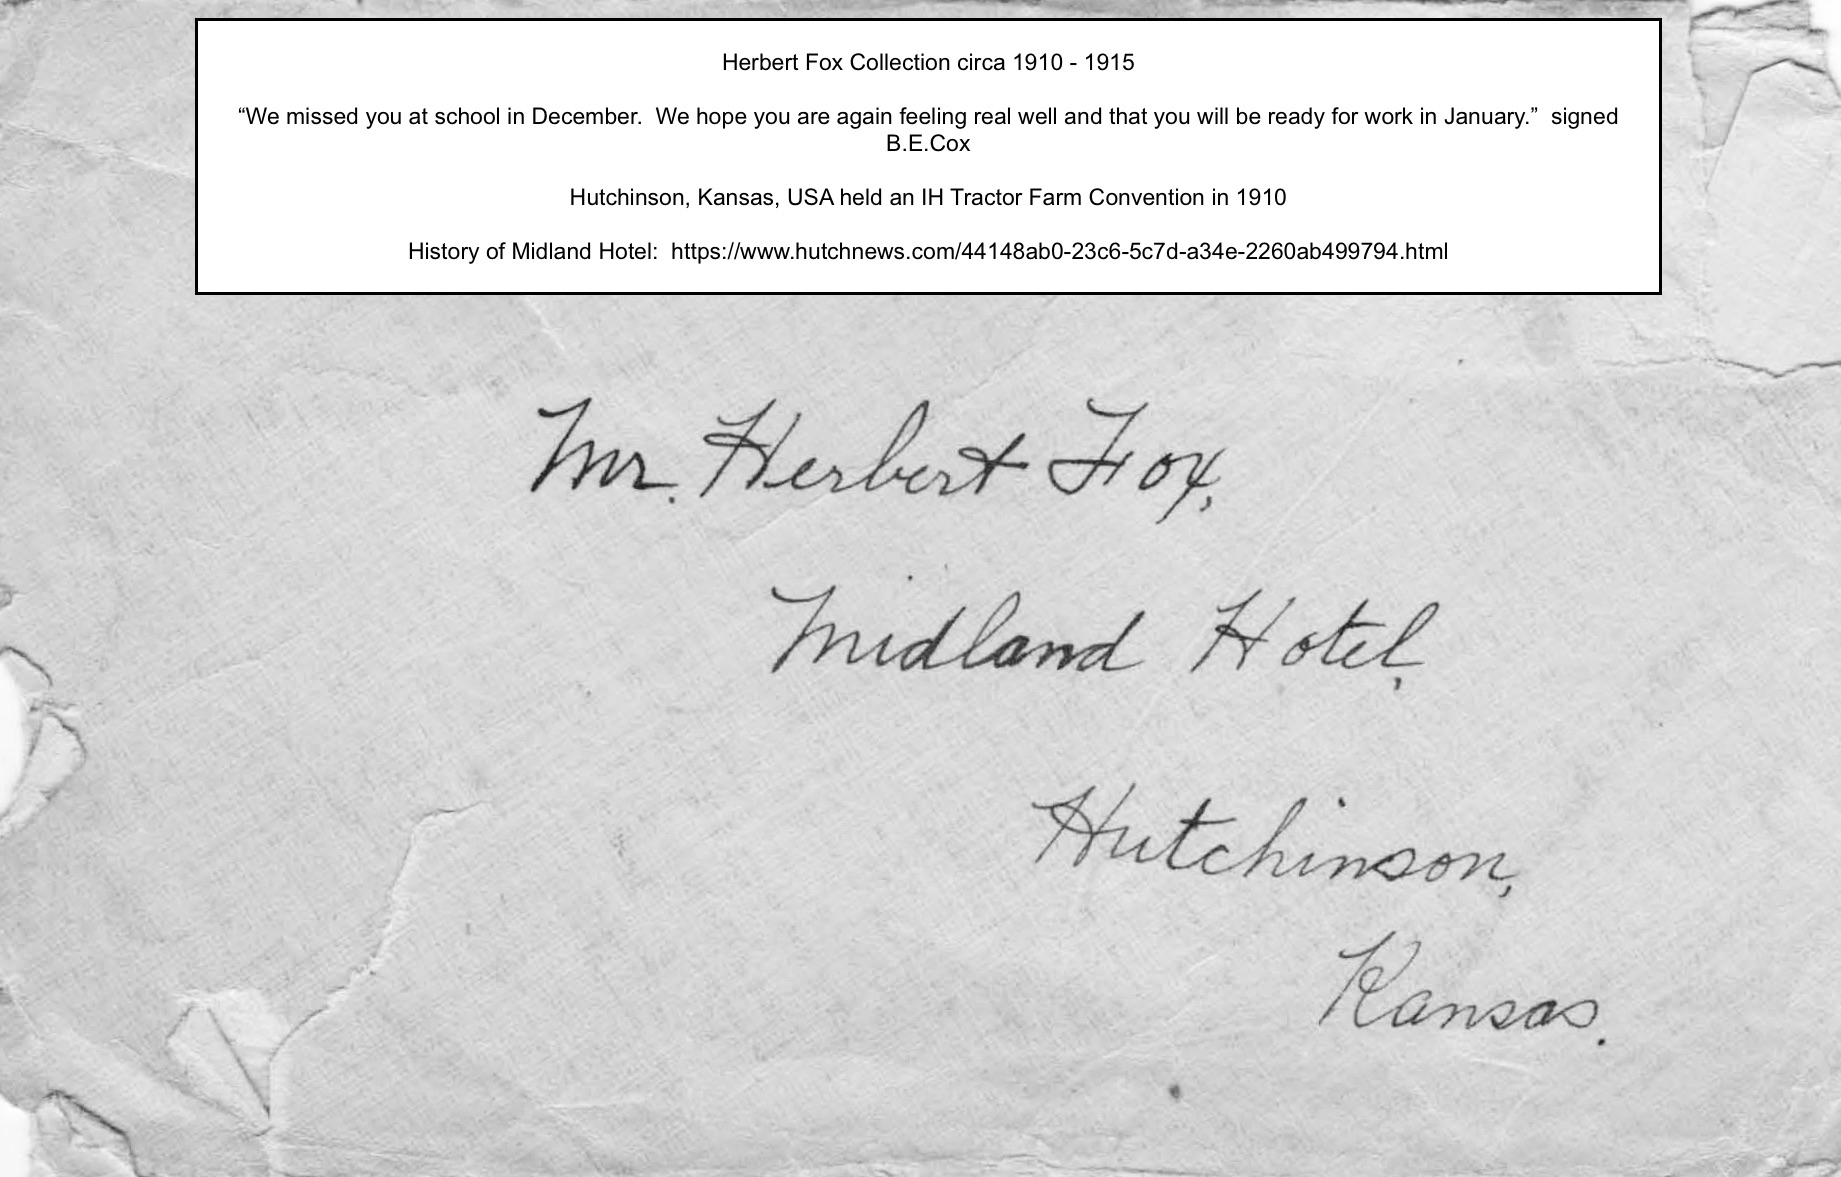 Herbert Fox Collection circa 1910 - 1915
“We missed you at school in December.  We hope you are again feeling real well and that you will be ready for work in January.”  signed
B.E.Cox
Hutchinson, Kansas, USA held an IH Tractor Farm Convention in 1910
History of Midland Hotel:  https://www.hutchnews.com/44148ab0-23c6-5c7d-a34e-2260ab499794.html
Mr. Herbert Fox,
Midland Hotel,
Hutchinson,
Kansas.